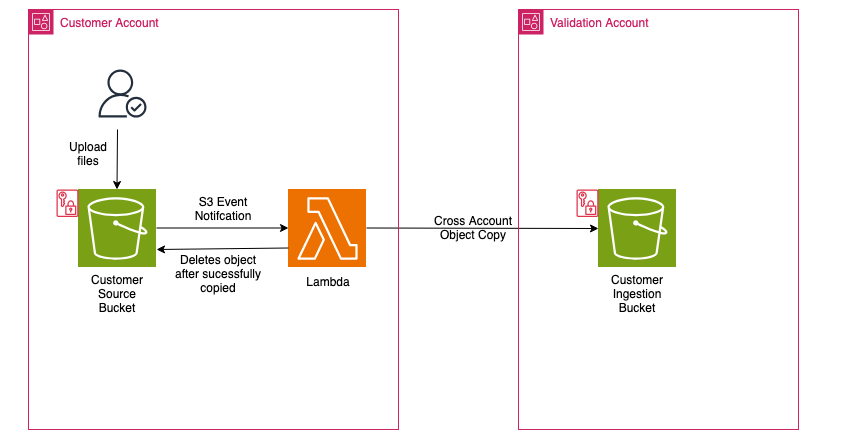 Customer Account
Validation Account
Upload
files
S3 Event
Notifcation
Cross Account
Object Copy
Deletes object
after sucessfully
copied
Customer
Source
Bucket
Lambda
Customer
Ingestion
Bucket